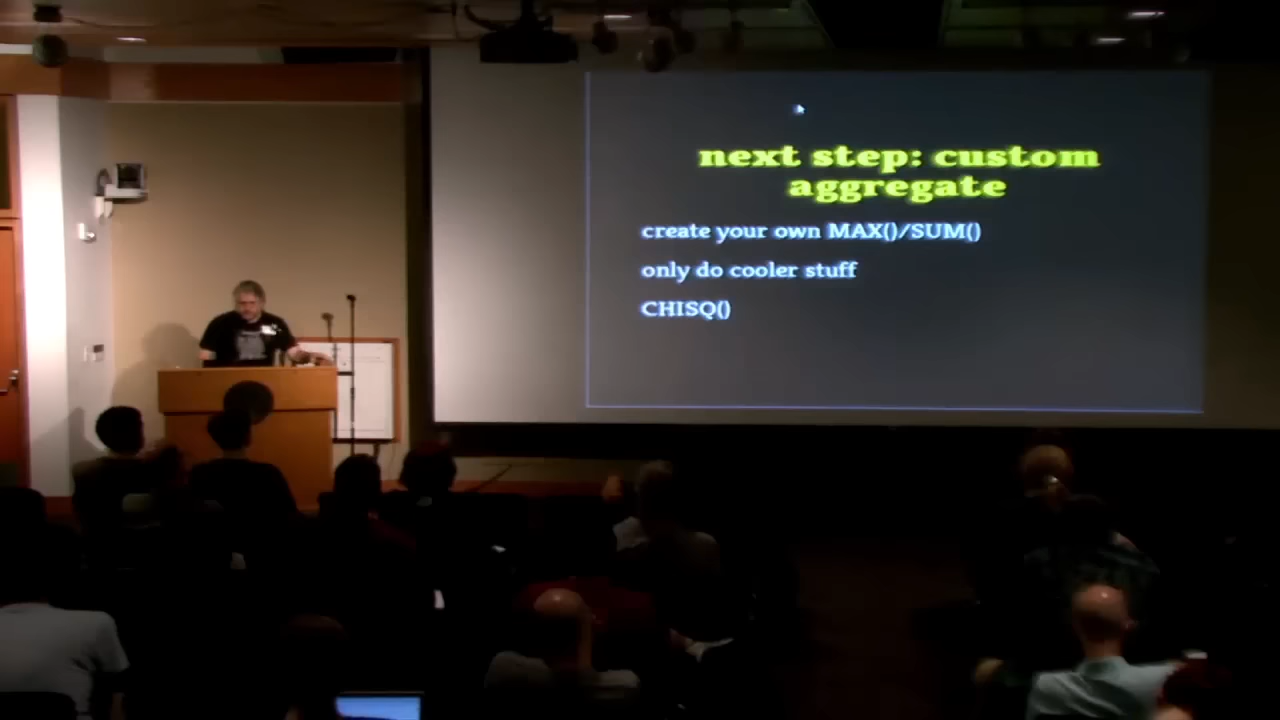 next step: custom
aggregate
create your own MAX()/SUM()
only do cooler stuff
CHISQ()